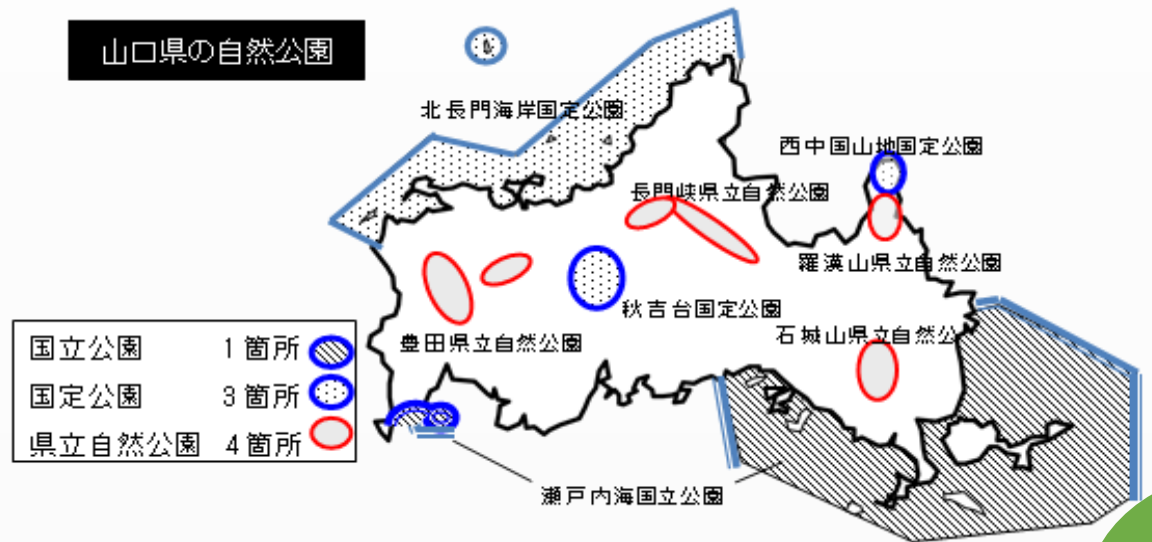 山口県の自然公園
北長門海岸国定公園
西中国山地国定公園
長門峡県立自然公園
羅漢山県立自然公園
秋吉台国定公園
石城山県立自然公
豊田県立自然公園
国立公園 1箇所
国定公園 3箇所
県立自然公園 4箇所
瀬戸内海国立公園